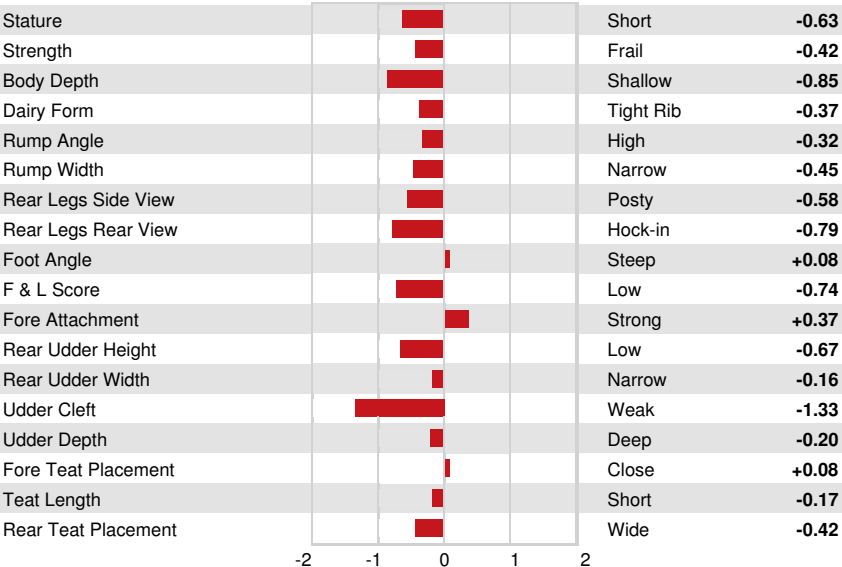 Stature Short -0.63
Strength Frail -0.42
Body Depth Shallow -0.85
Dairy Form Tight Rib -0.37
Rump Angle High -0.32
Rump Width Narrow -0.45
Rear Legs Side View Posty -0.58
Rear Legs Rear View Hock-in -0.79
Foot Angle Steep +0.08
F & L Score Low -0.74
Fore Attachment Strong +0.37
Rear Udder Height Low -0.67
Rear Udder Width Narrow -0.16
Udder Cleft Weak -1.33
Udder Depth Deep -0.20
Fore Teat Placement Close +0.08
Teat Length Short -0.17
Rear Teat Placement Wide -0.42
-2 -1 0 1 2